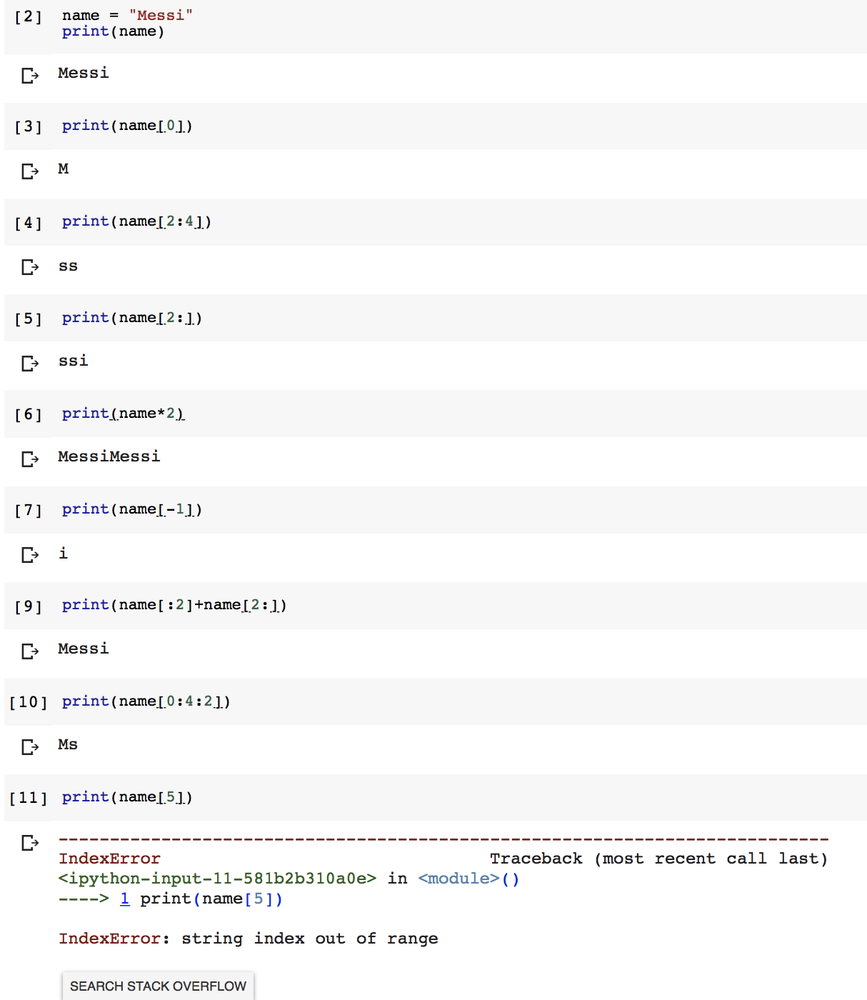 [2] name = "Messi"
print(name)
Messi
[3] print(name[0])
M
[4] print(name[2:4])
ss
[5] print(name[2:])
ssi
[6] print(name*2)
MessiMessi
[7] print(name[-1])
i
[9] print(name[:2]+name[2:])
Messi
[10] print(name[0:4:2])
Ms
[11] print(name[5])
---------------------------------------------------------------------------
IndexError Traceback (most recent call last)
<ipython-input-11-581b2b310a0e> in <module>()
----> 1 print(name[5])
IndexError: string index out of range
SEARCH STACK OVERFLOW